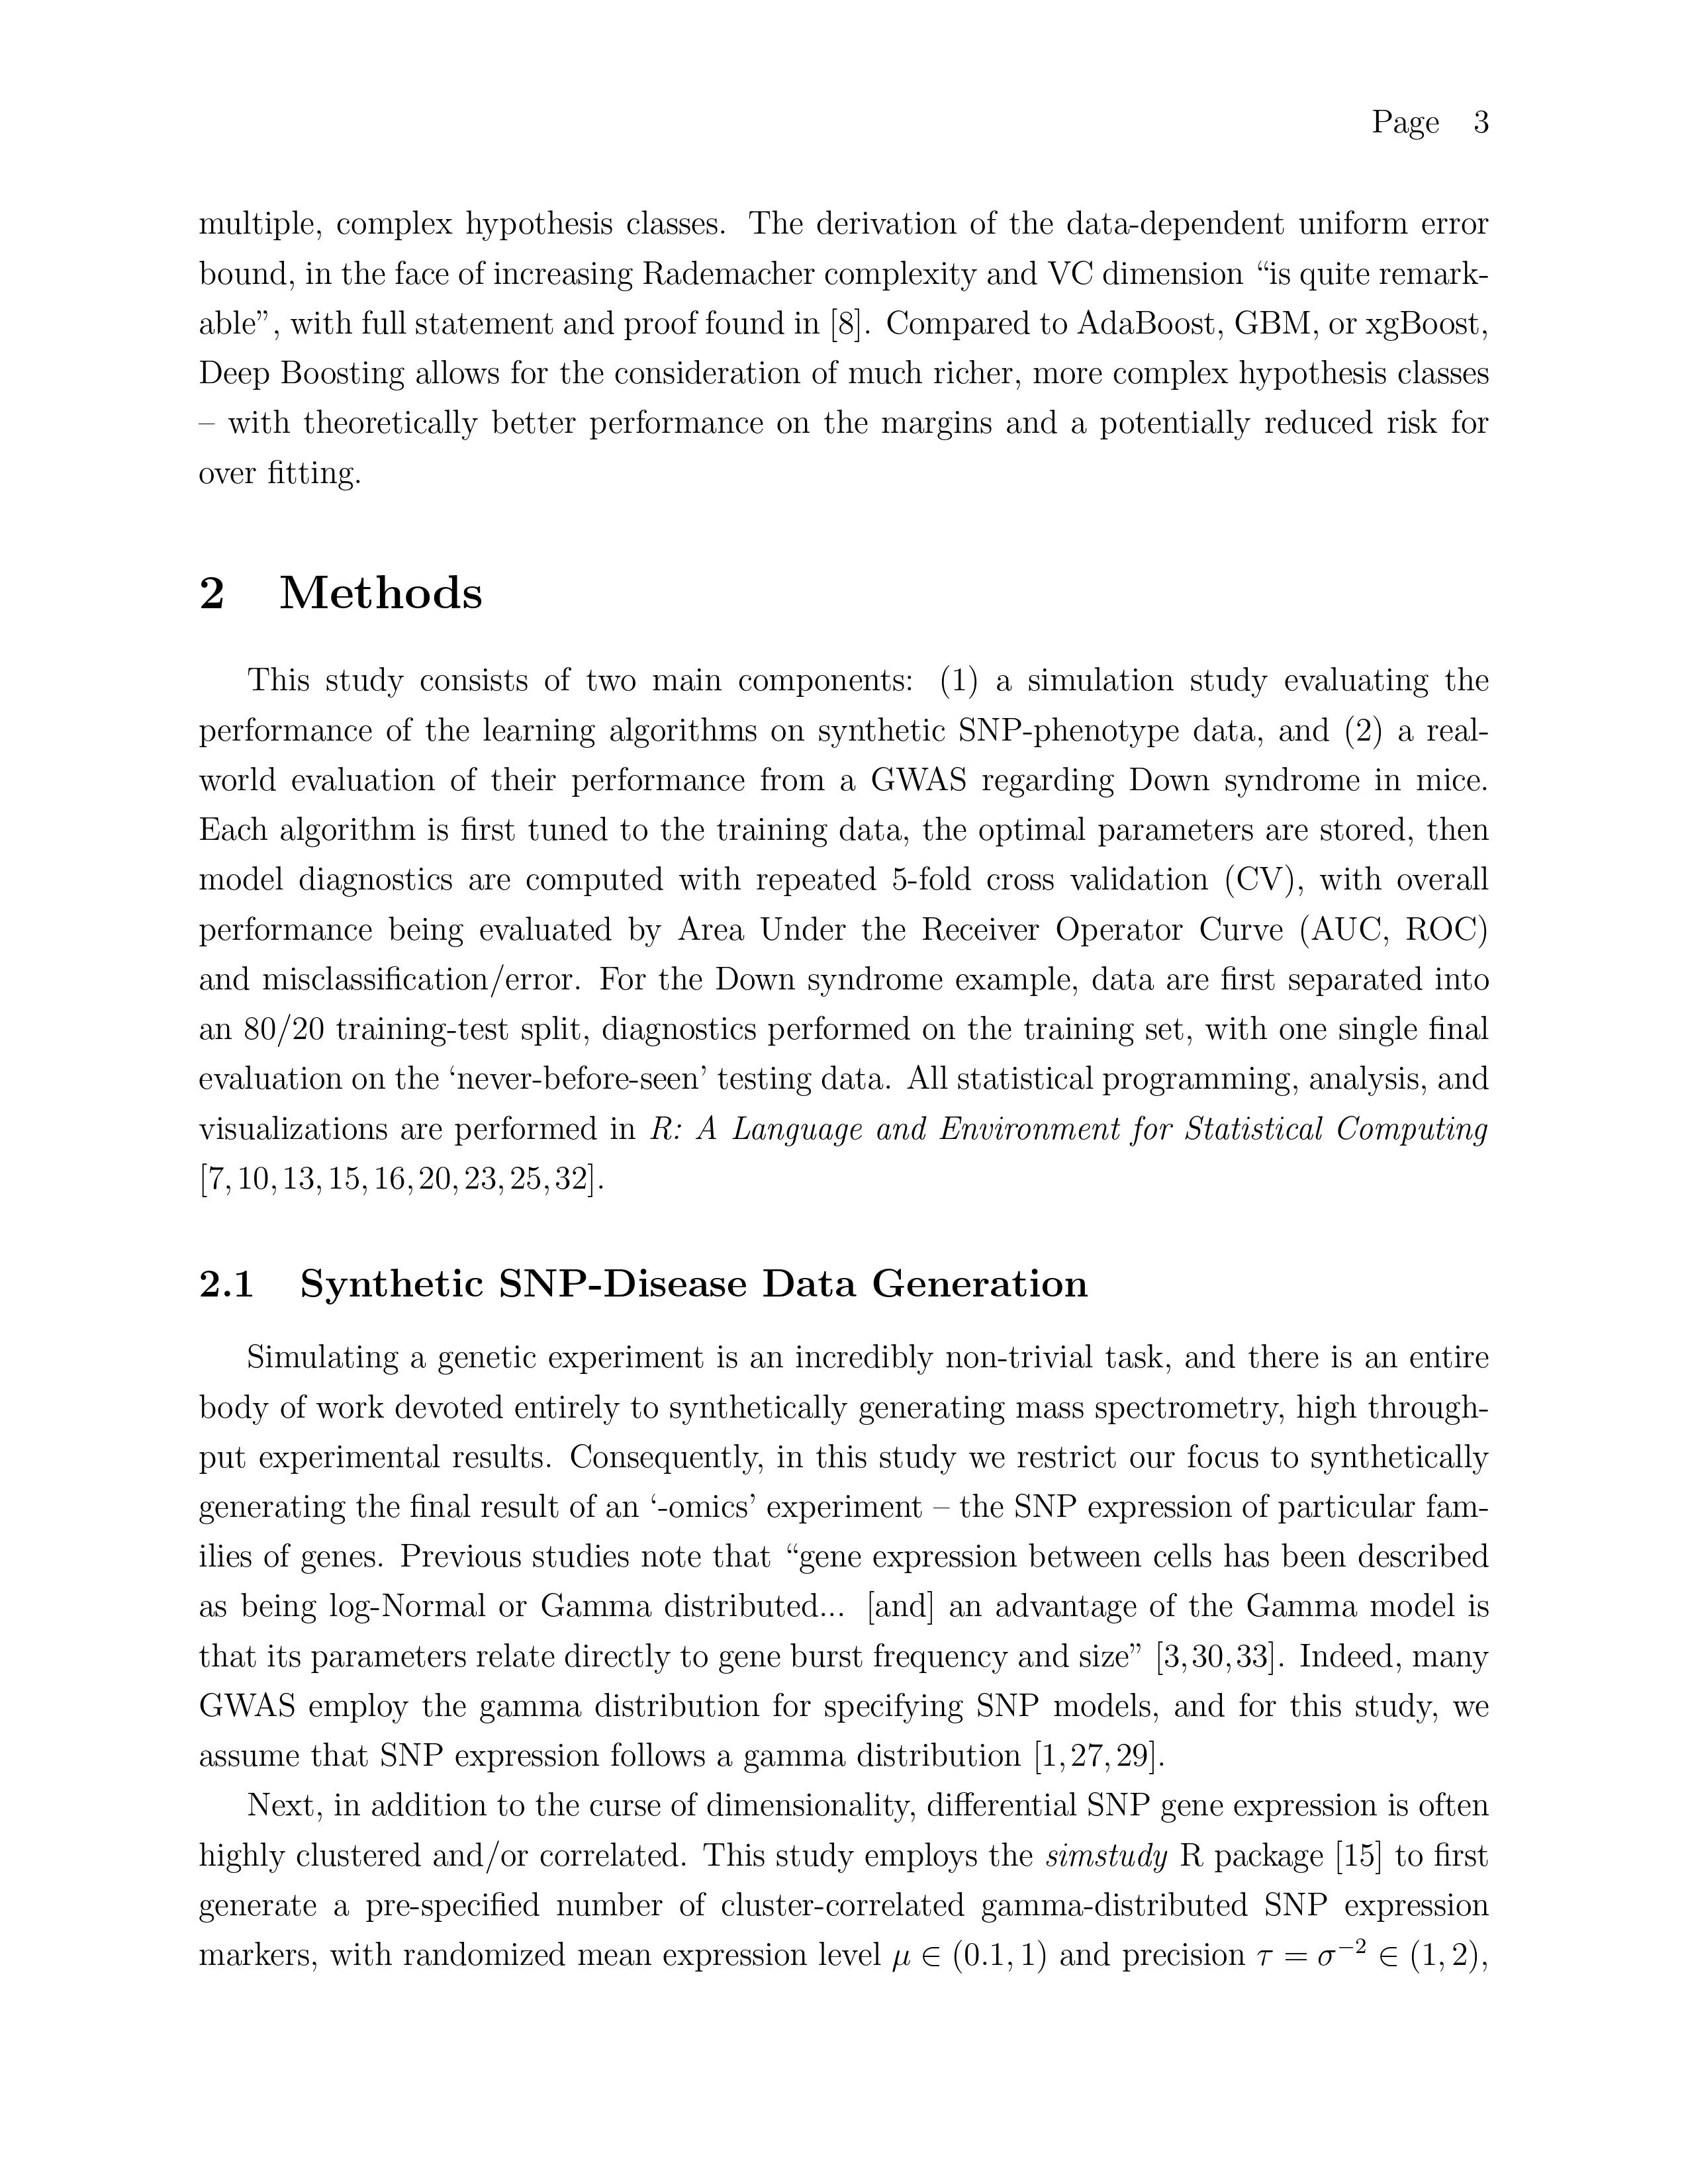 Page 3
multiple, complex hypothesis classes. The derivation of the data-dependent uniform error
bound, in the face of increasing Rademacher complexity and VC dimension “is quite remark-
able”, with full statement and proof found in [8]. Compared to AdaBoost, GBM, or xgBoost,
Deep Boosting allows for the consideration of much richer, more complex hypothesis classes
– with theoretically better performance on the margins and a potentially reduced risk for
over fitting.
2 Methods
This study consists of two main components: (1) a simulation study evaluating the
performance of the learning algorithms on synthetic SNP-phenotype data, and (2) a real-
world evaluation of their performance from a GWAS regarding Down syndrome in mice.
Each algorithm is first tuned to the training data, the optimal parameters are stored, then
model diagnostics are computed with repeated 5-fold cross validation (CV), with overall
performance being evaluated by Area Under the Receiver Operator Curve (AUC, ROC)
and misclassification/error. For the Down syndrome example, data are first separated into
an 80/20 training-test split, diagnostics performed on the training set, with one single final
evaluation on the ‘never-before-seen’ testing data. All statistical programming, analysis, and
visualizations are performed in R: A Language and Environment for Statistical Computing
[7, 10, 13, 15, 16, 20, 23, 25, 32].
2.1 Synthetic SNP-Disease Data Generation
Simulating a genetic experiment is an incredibly non-trivial task, and there is an entire
body of work devoted entirely to synthetically generating mass spectrometry, high through-
put experimental results. Consequently, in this study we restrict our focus to synthetically
generating the final result of an ‘-omics’ experiment – the SNP expression of particular fam-
ilies of genes. Previous studies note that “gene expression between cells has been described
as being log-Normal or Gamma distributed... [and] an advantage of the Gamma model is
that its parameters relate directly to gene burst frequency and size” [3, 30, 33]. Indeed, many
GWAS employ the gamma distribution for specifying SNP models, and for this study, we
assume that SNP expression follows a gamma distribution [1, 27, 29].
Next, in addition to the curse of dimensionality, differential SNP gene expression is often
highly clustered and/or correlated. This study employs the simstudy R package [15] to first
generate a pre-specified number of cluster-correlated gamma-distributed SNP expression
markers, with randomized mean expression level μ ∈ (0.1, 1) and precision τ = σ⁻² ∈ (1, 2),